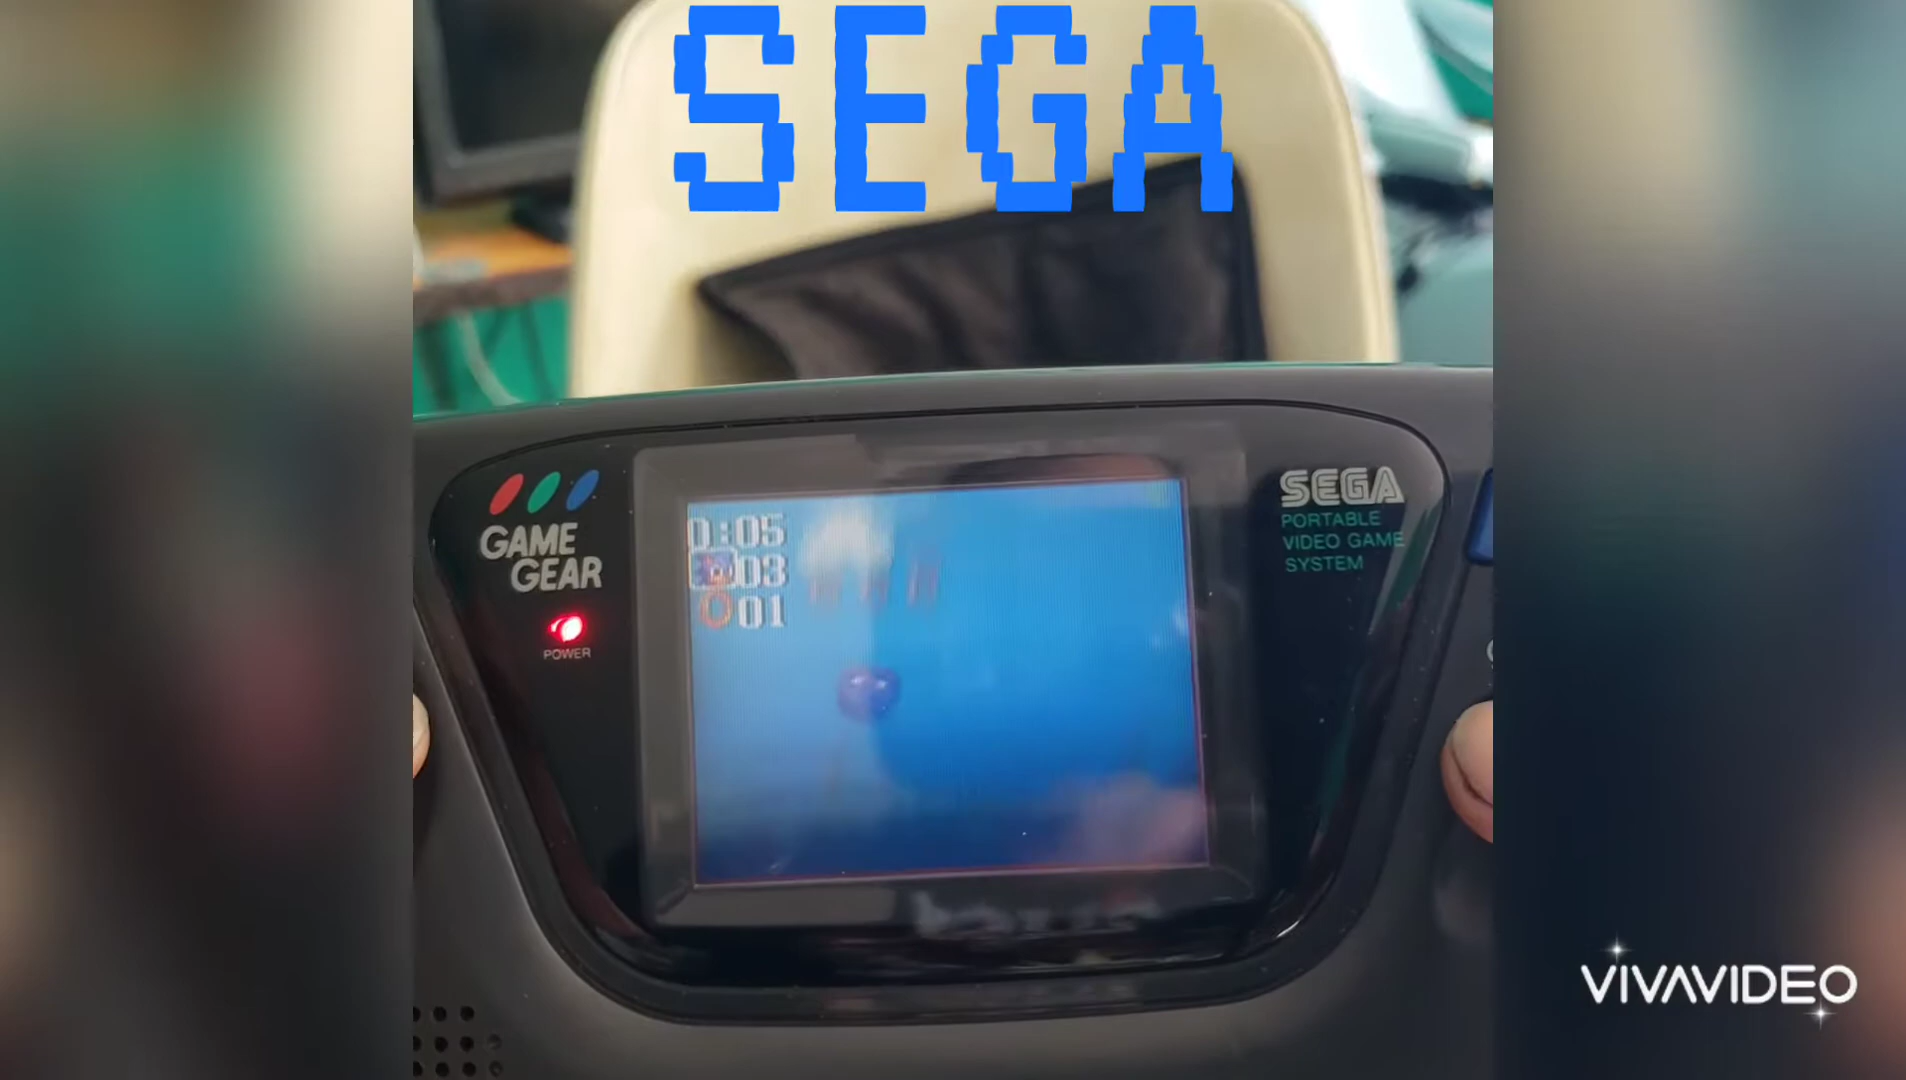 SEGA
GAME
GEAR
POWER
0:05
03
01
SEGA
PORTABLE
VIDEO GAME
SYSTEM
VIVAVIDEO